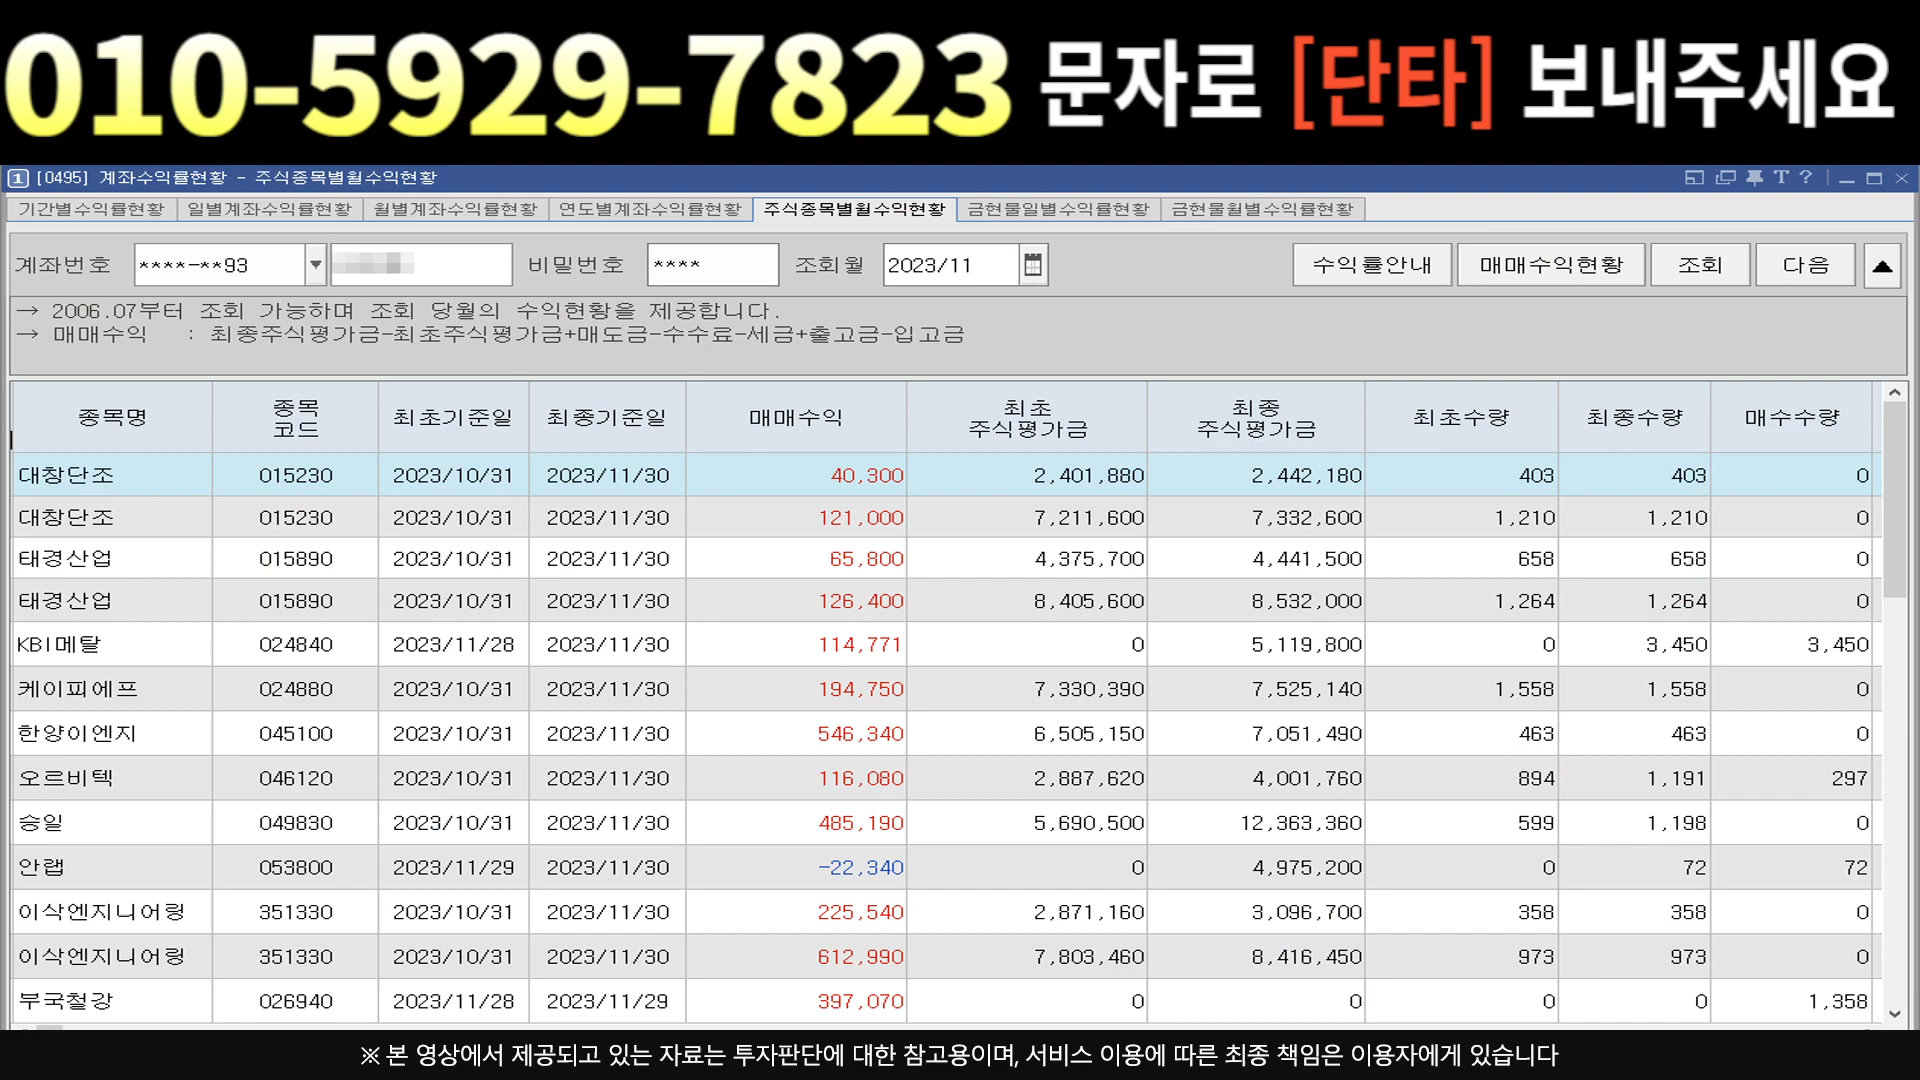 010-5929-7823 문자로 [단타] 보내주세요
1 [0495] 계좌수익률현황 - 주식종목별월수익현황
기간별수익률현황 일별계좌수익률현황 월별계좌수익률현황 연도별계좌수익률현황 주식종목별월수익현황 금현물일별수익률현황 금현물월별수익률현황
계좌번호 ****-**93 비밀번호 **** 조회월 2023/11 수익률안내 매매수익현황 조회 다음
→ 2006.07부터 조회 가능하며 조회 당월의 수익현황을 제공합니다.
→ 매매수익 : 최종주식평가금-최초주식평가금+매도금-수수료-세금+출고금-입고금
종목명 종목코드 최초기준일 최종기준일 매매수익 최초주식평가금 최종주식평가금 최초수량 최종수량 매수수량
대창단조 015230 2023/10/31 2023/11/30 40,300 2,401,880 2,442,180 403 403 0
대창단조 015230 2023/10/31 2023/11/30 121,000 7,211,600 7,332,600 1,210 1,210 0
태경산업 015890 2023/10/31 2023/11/30 65,800 4,375,700 4,441,500 658 658 0
태경산업 015890 2023/10/31 2023/11/30 126,400 8,405,600 8,532,000 1,264 1,264 0
KBI메탈 024840 2023/11/28 2023/11/30 114,771 0 5,119,800 0 3,450 3,450
케이피에프 024880 2023/10/31 2023/11/30 194,750 7,330,390 7,525,140 1,558 1,558 0
한양이엔지 045100 2023/10/31 2023/11/30 546,340 6,505,150 7,051,490 463 463 0
오르비텍 046120 2023/10/31 2023/11/30 116,080 2,887,620 4,001,760 894 1,191 297
승일 049830 2023/10/31 2023/11/30 485,190 5,690,500 12,363,360 599 1,198 0
안랩 053800 2023/11/29 2023/11/30 -22,340 0 4,975,200 0 72 72
이삭엔지니어링 351330 2023/10/31 2023/11/30 225,540 2,871,160 3,096,700 358 358 0
이삭엔지니어링 351330 2023/10/31 2023/11/30 612,990 7,803,460 8,416,450 973 973 0
부국철강 026940 2023/11/28 2023/11/29 397,070 0 0 0 0 1,358
※ 본 영상에서 제공되고 있는 자료는 투자판단에 대한 참고용이며, 서비스 이용에 따른 최종 책임은 이용자에게 있습니다